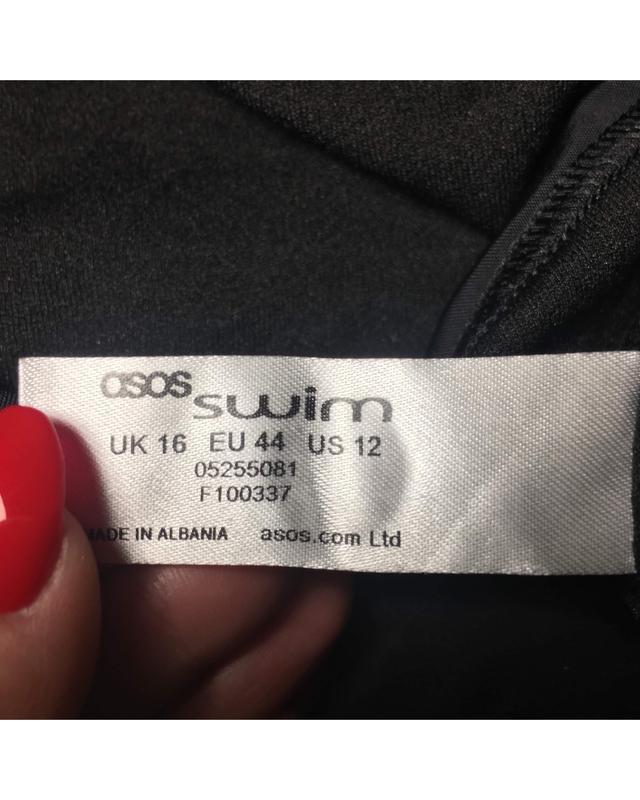 asos swim
UK 16 EU 44 US 12
05255081
F100337
MADE IN ALBANIA asos.com Ltd